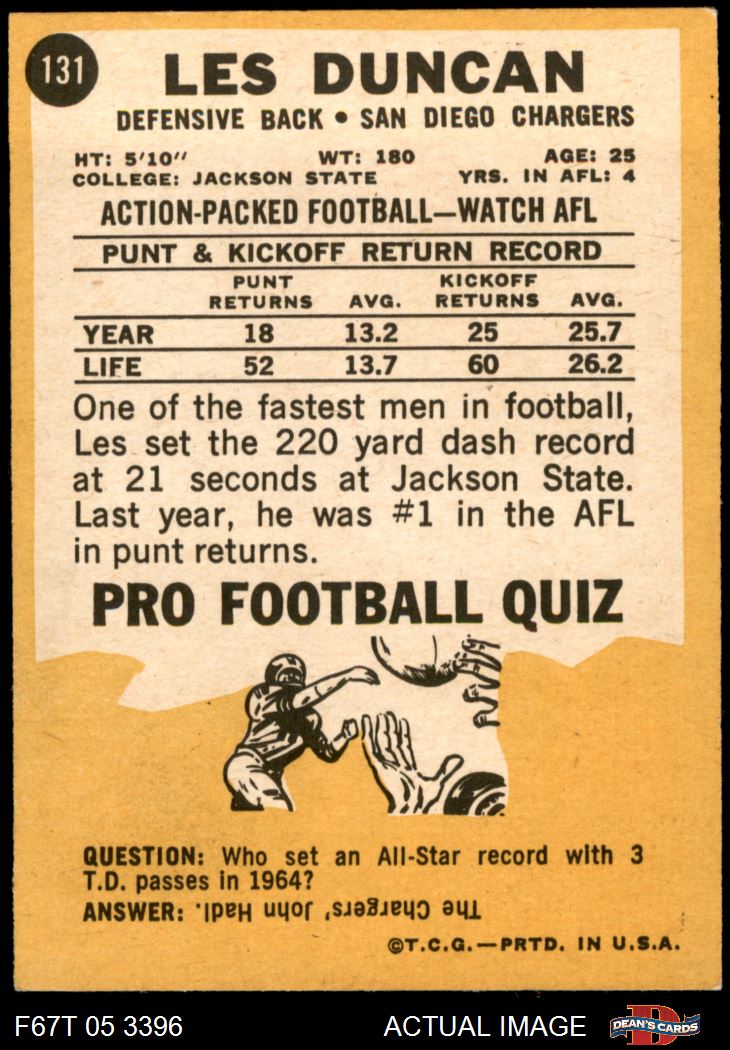 131
LES DUNCAN
DEFENSIVE BACK • SAN DIEGO CHARGERS
HT: 5'10" WT: 180 AGE: 25
COLLEGE: JACKSON STATE YRS. IN AFL: 4
ACTION-PACKED FOOTBALL—WATCH AFL
PUNT & KICKOFF RETURN RECORD
PUNT KICKOFF
RETURNS AVG. RETURNS AVG.
YEAR 18 13.2 25 25.7
LIFE 52 13.7 60 26.2
One of the fastest men in football,
Les set the 220 yard dash record
at 21 seconds at Jackson State.
Last year, he was #1 in the AFL
in punt returns.
PRO FOOTBALL QUIZ
QUESTION: Who set an All-Star record with 3
T.D. passes in 1964?
ANSWER: The Chargers' John Hadl.
©T.C.G.—PRTD. IN U.S.A.
F67T 05 3396 ACTUAL IMAGE
D
DEAN'S CARDS